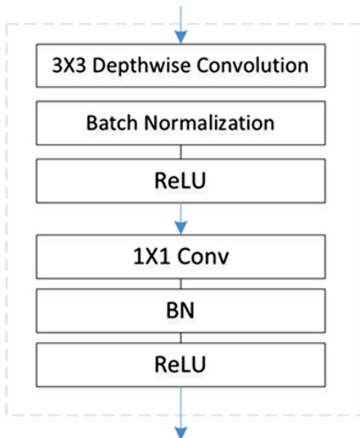 3X3 Depthwise Convolution
Batch Normalization
ReLU
1X1 Conv
BN
ReLU